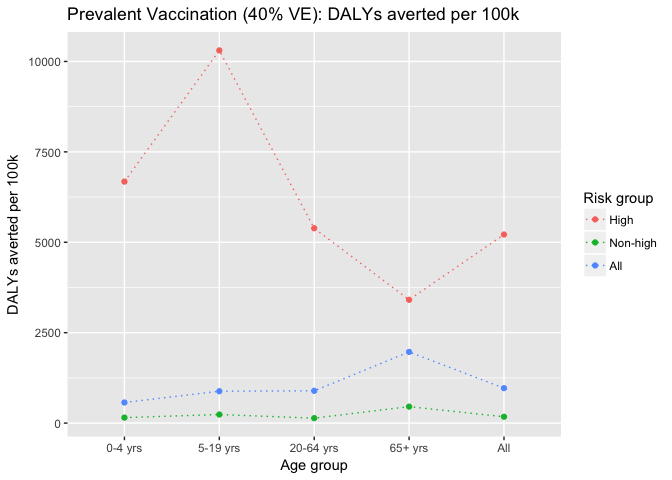 Prevalent Vaccination (40% VE): DALYs averted per 100k
DALYs averted per 100k
10000
7500
5000
2500
0
0-4 yrs
5-19 yrs
20-64 yrs
65+ yrs
All
Age group
Risk group
High
Non-high
All